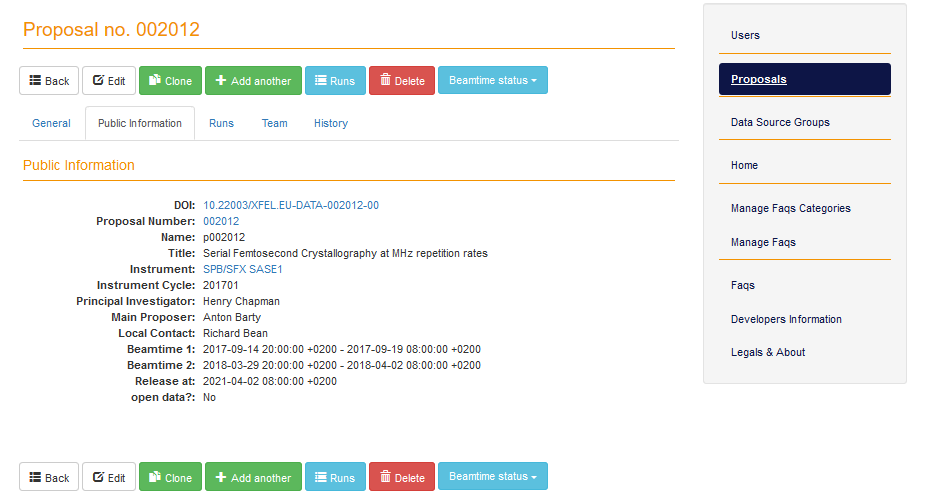 Proposal no. 002012
Back Edit Clone Add another Runs Delete Beamtime status
General Public Information Runs Team History
Public Information
DOI: 10.22003/XFEL.EU-DATA-002012-00
Proposal Number: 002012
Name: p002012
Title: Serial Femtosecond Crystallography at MHz repetition rates
Instrument: SPB/SFX SASE1
Instrument Cycle: 201701
Principal Investigator: Henry Chapman
Main Proposer: Anton Barty
Local Contact: Richard Bean
Beamtime 1: 2017-09-14 20:00:00 +0200 - 2017-09-19 08:00:00 +0200
Beamtime 2: 2018-03-29 20:00:00 +0200 - 2018-04-02 08:00:00 +0200
Release at: 2021-04-02 08:00:00 +0200
open data?: No
Back Edit Clone Add another Runs Delete Beamtime status
Users
Proposals
Data Source Groups
Home
Manage Faqs Categories
Manage Faqs
Faqs
Developers Information
Legals & About